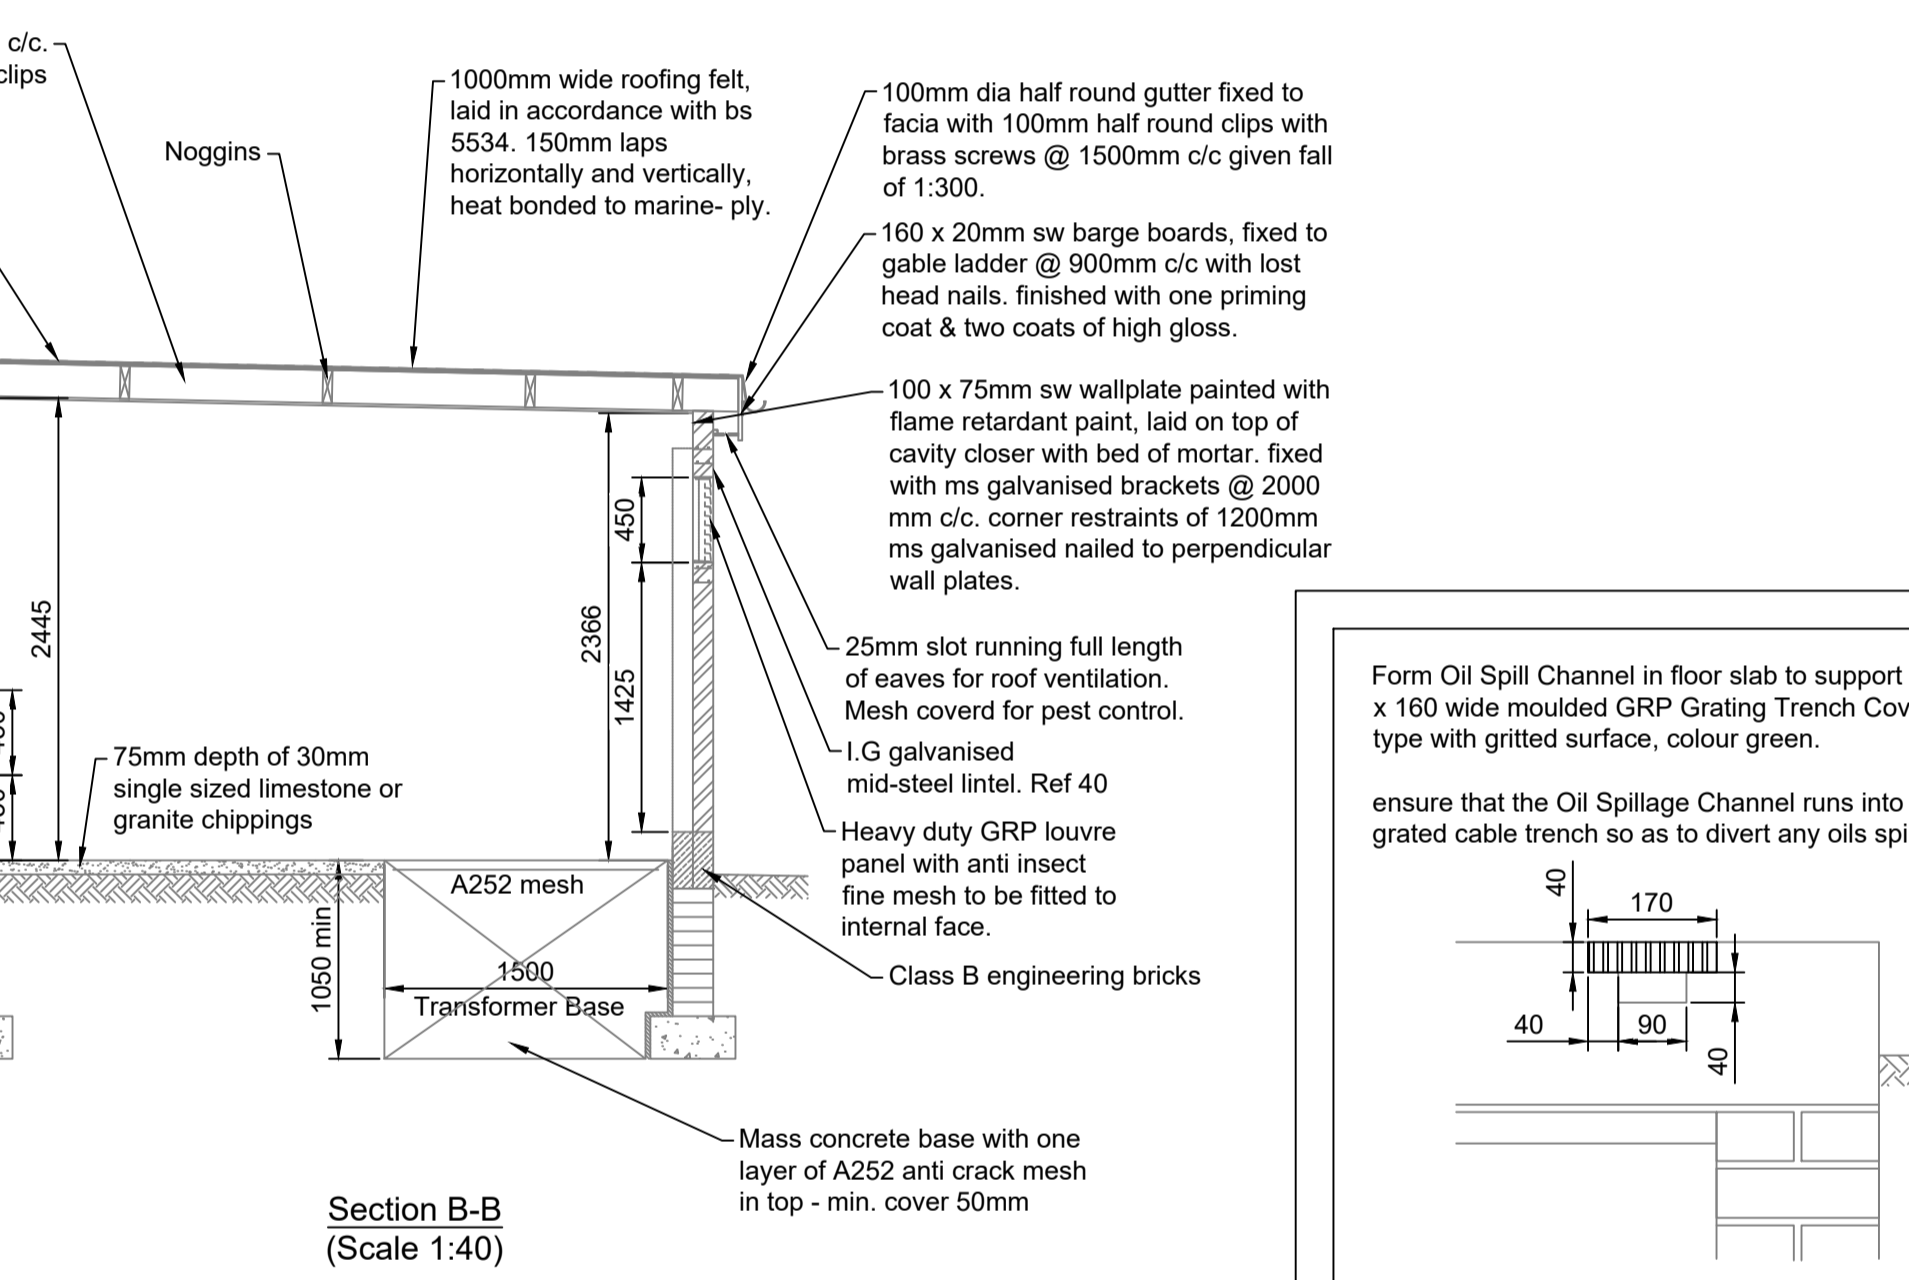 c/c.
clips
Noggins
1000mm wide roofing felt,
laid in accordance with bs
5534. 150mm laps
horizontally and vertically,
heat bonded to marine- ply.
100mm dia half round gutter fixed to
facia with 100mm half round clips with
brass screws @ 1500mm c/c given fall
of 1:300.
160 x 20mm sw barge boards, fixed to
gable ladder @ 900mm c/c with lost
head nails. finished with one priming
coat & two coats of high gloss.
100 x 75mm sw wallplate painted with
flame retardant paint, laid on top of
cavity closer with bed of mortar. fixed
with ms galvanised brackets @ 2000
mm c/c. corner restraints of 1200mm
ms galvanised nailed to perpendicular
wall plates.
25mm slot running full length
of eaves for roof ventilation.
Mesh coverd for pest control.
I.G galvanised
mid-steel lintel. Ref 40
Heavy duty GRP louvre
panel with anti insect
fine mesh to be fitted to
internal face.
Class B engineering bricks
2445
2366
450
1425
75mm depth of 30mm
single sized limestone or
granite chippings
A252 mesh
1050 min
1500
Transformer Base
Mass concrete base with one
layer of A252 anti crack mesh
in top - min. cover 50mm
Section B-B
(Scale 1:40)
Form Oil Spill Channel in floor slab to support
x 160 wide moulded GRP Grating Trench Cov
type with gritted surface, colour green.
ensure that the Oil Spillage Channel runs into
grated cable trench so as to divert any oils spi
40
170
40
90
40